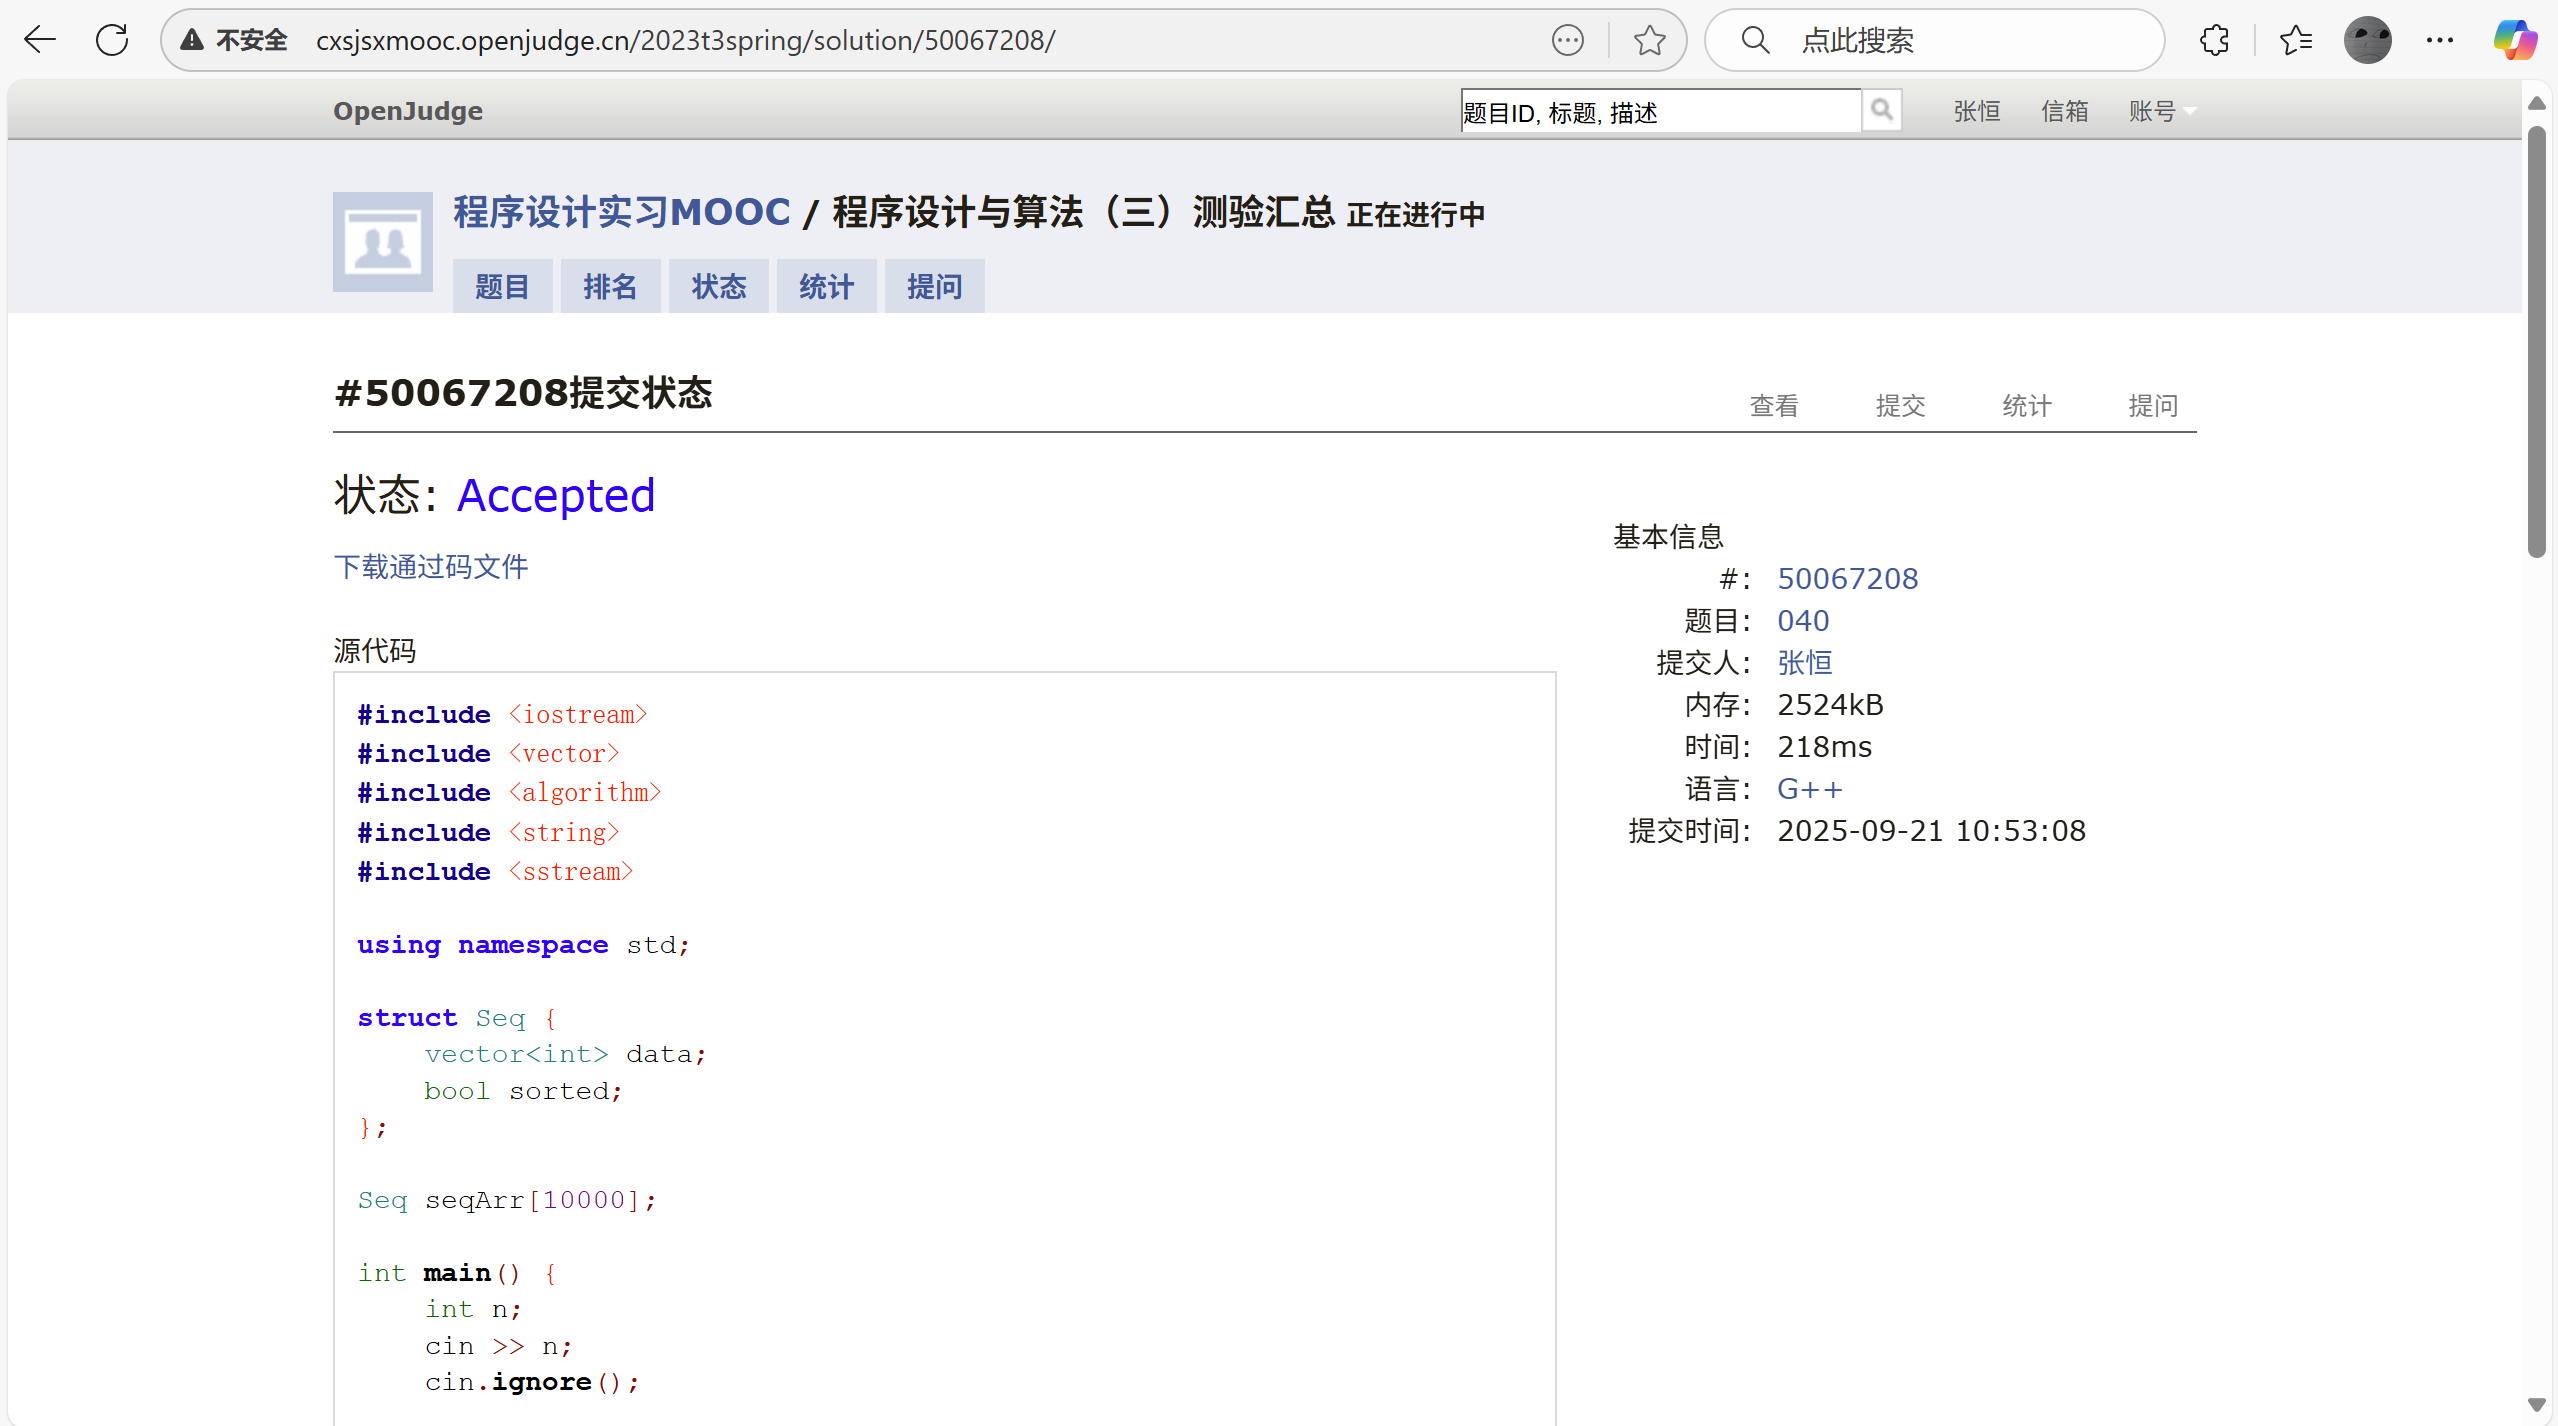 不安全 cxsjsxmooc.openjudge.cn/2023t3spring/solution/50067208/ 点此搜索
OpenJudge 题目ID, 标题, 描述 张恒 信箱 账号
程序设计实习MOOC / 程序设计与算法（三）测验汇总 正在进行中
题目 排名 状态 统计 提问
#50067208提交状态 查看 提交 统计 提问
状态: Accepted
下载通过码文件
源代码
#include <iostream>
#include <vector>
#include <algorithm>
#include <string>
#include <sstream>
using namespace std;
struct Seq {
    vector<int> data;
    bool sorted;
};
Seq seqArr[10000];
int main() {
    int n;
    cin >> n;
    cin.ignore();
基本信息
#: 50067208
题目: 040
提交人: 张恒
内存: 2524kB
时间: 218ms
语言: G++
提交时间: 2025-09-21 10:53:08